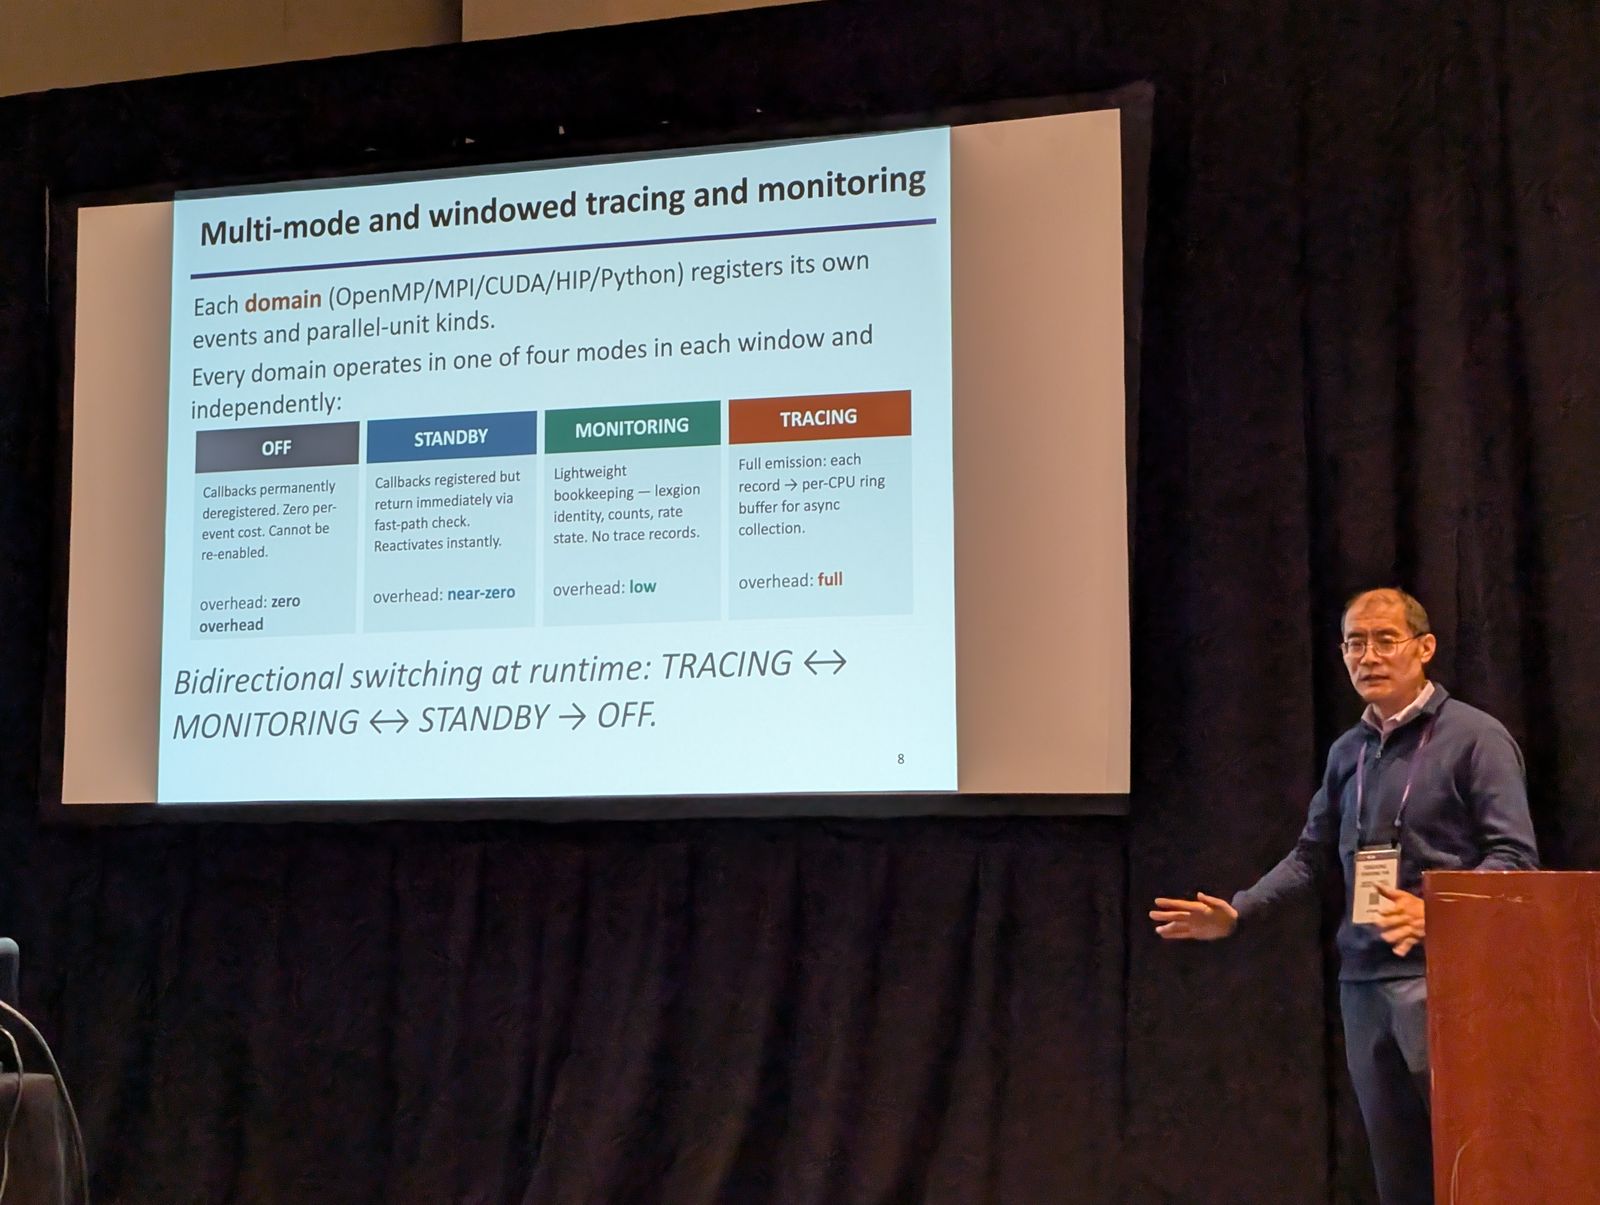 Multi-mode and windowed tracing and monitoring
Each domain (OpenMP/MPI/CUDA/HIP/Python) registers its own
events and parallel-unit kinds.
Every domain operates in one of four modes in each window and
independently:
OFF
Callbacks permanently
deregistered. Zero per-
event cost. Cannot be
re-enabled.
overhead: zero
overhead
STANDBY
Callbacks registered but
return immediately via
fast-path check.
Reactivates instantly.
overhead: near-zero
MONITORING
Lightweight
bookkeeping — lexgion
identity, counts, rate
state. No trace records.
overhead: low
TRACING
Full emission: each
record → per-CPU ring
buffer for async
collection.
overhead: full
Bidirectional switching at runtime: TRACING ↔
MONITORING ↔ STANDBY → OFF.
8